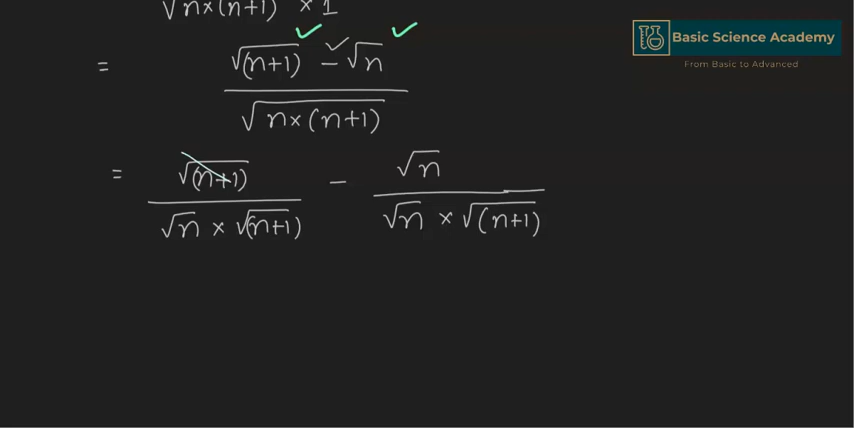 √n×(n+1) × 1
Basic Science Academy
From Basic to Advanced
= (√(n+1) - √n) / √n×(n+1)
= √(n+1) / (√n × √(n+1)) - √n / (√n × √(n+1))